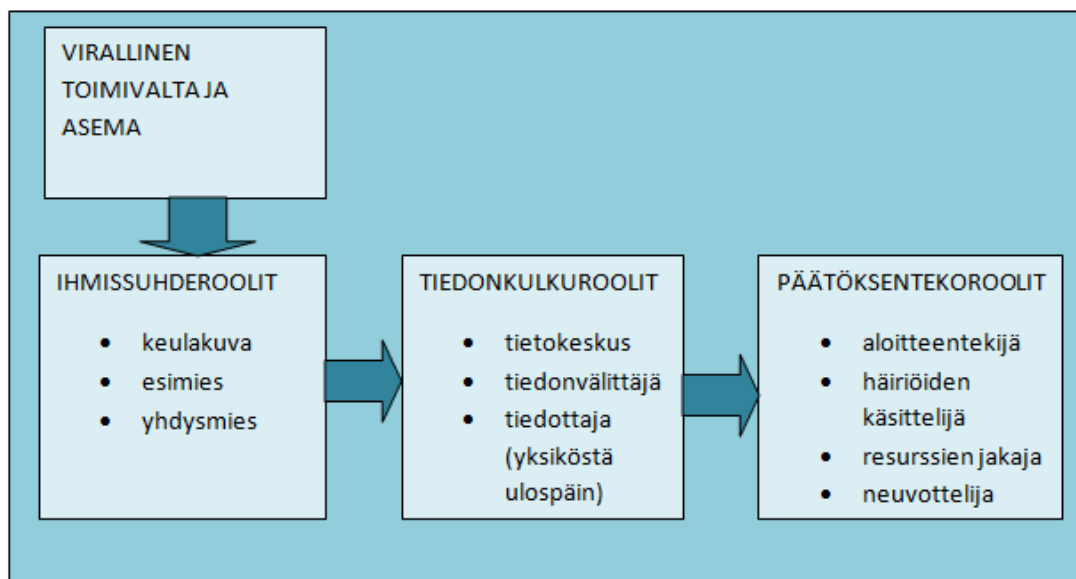 VIRALLINEN
TOIMIVALTA JA
ASEMA
IHMISSUHDEROOLIT
• keulakuva
• esimies
• yhdysmies
TIEDONKULKUROOLIT
• tietokeskus
• tiedonvälittäjä
• tiedottaja
(yksiköstä
ulospäin)
PÄÄTÖKSENTEKOROOLIT
• aloitteentekijä
• häiriöiden
käsittelijä
• resurssien jakaja
• neuvottelija